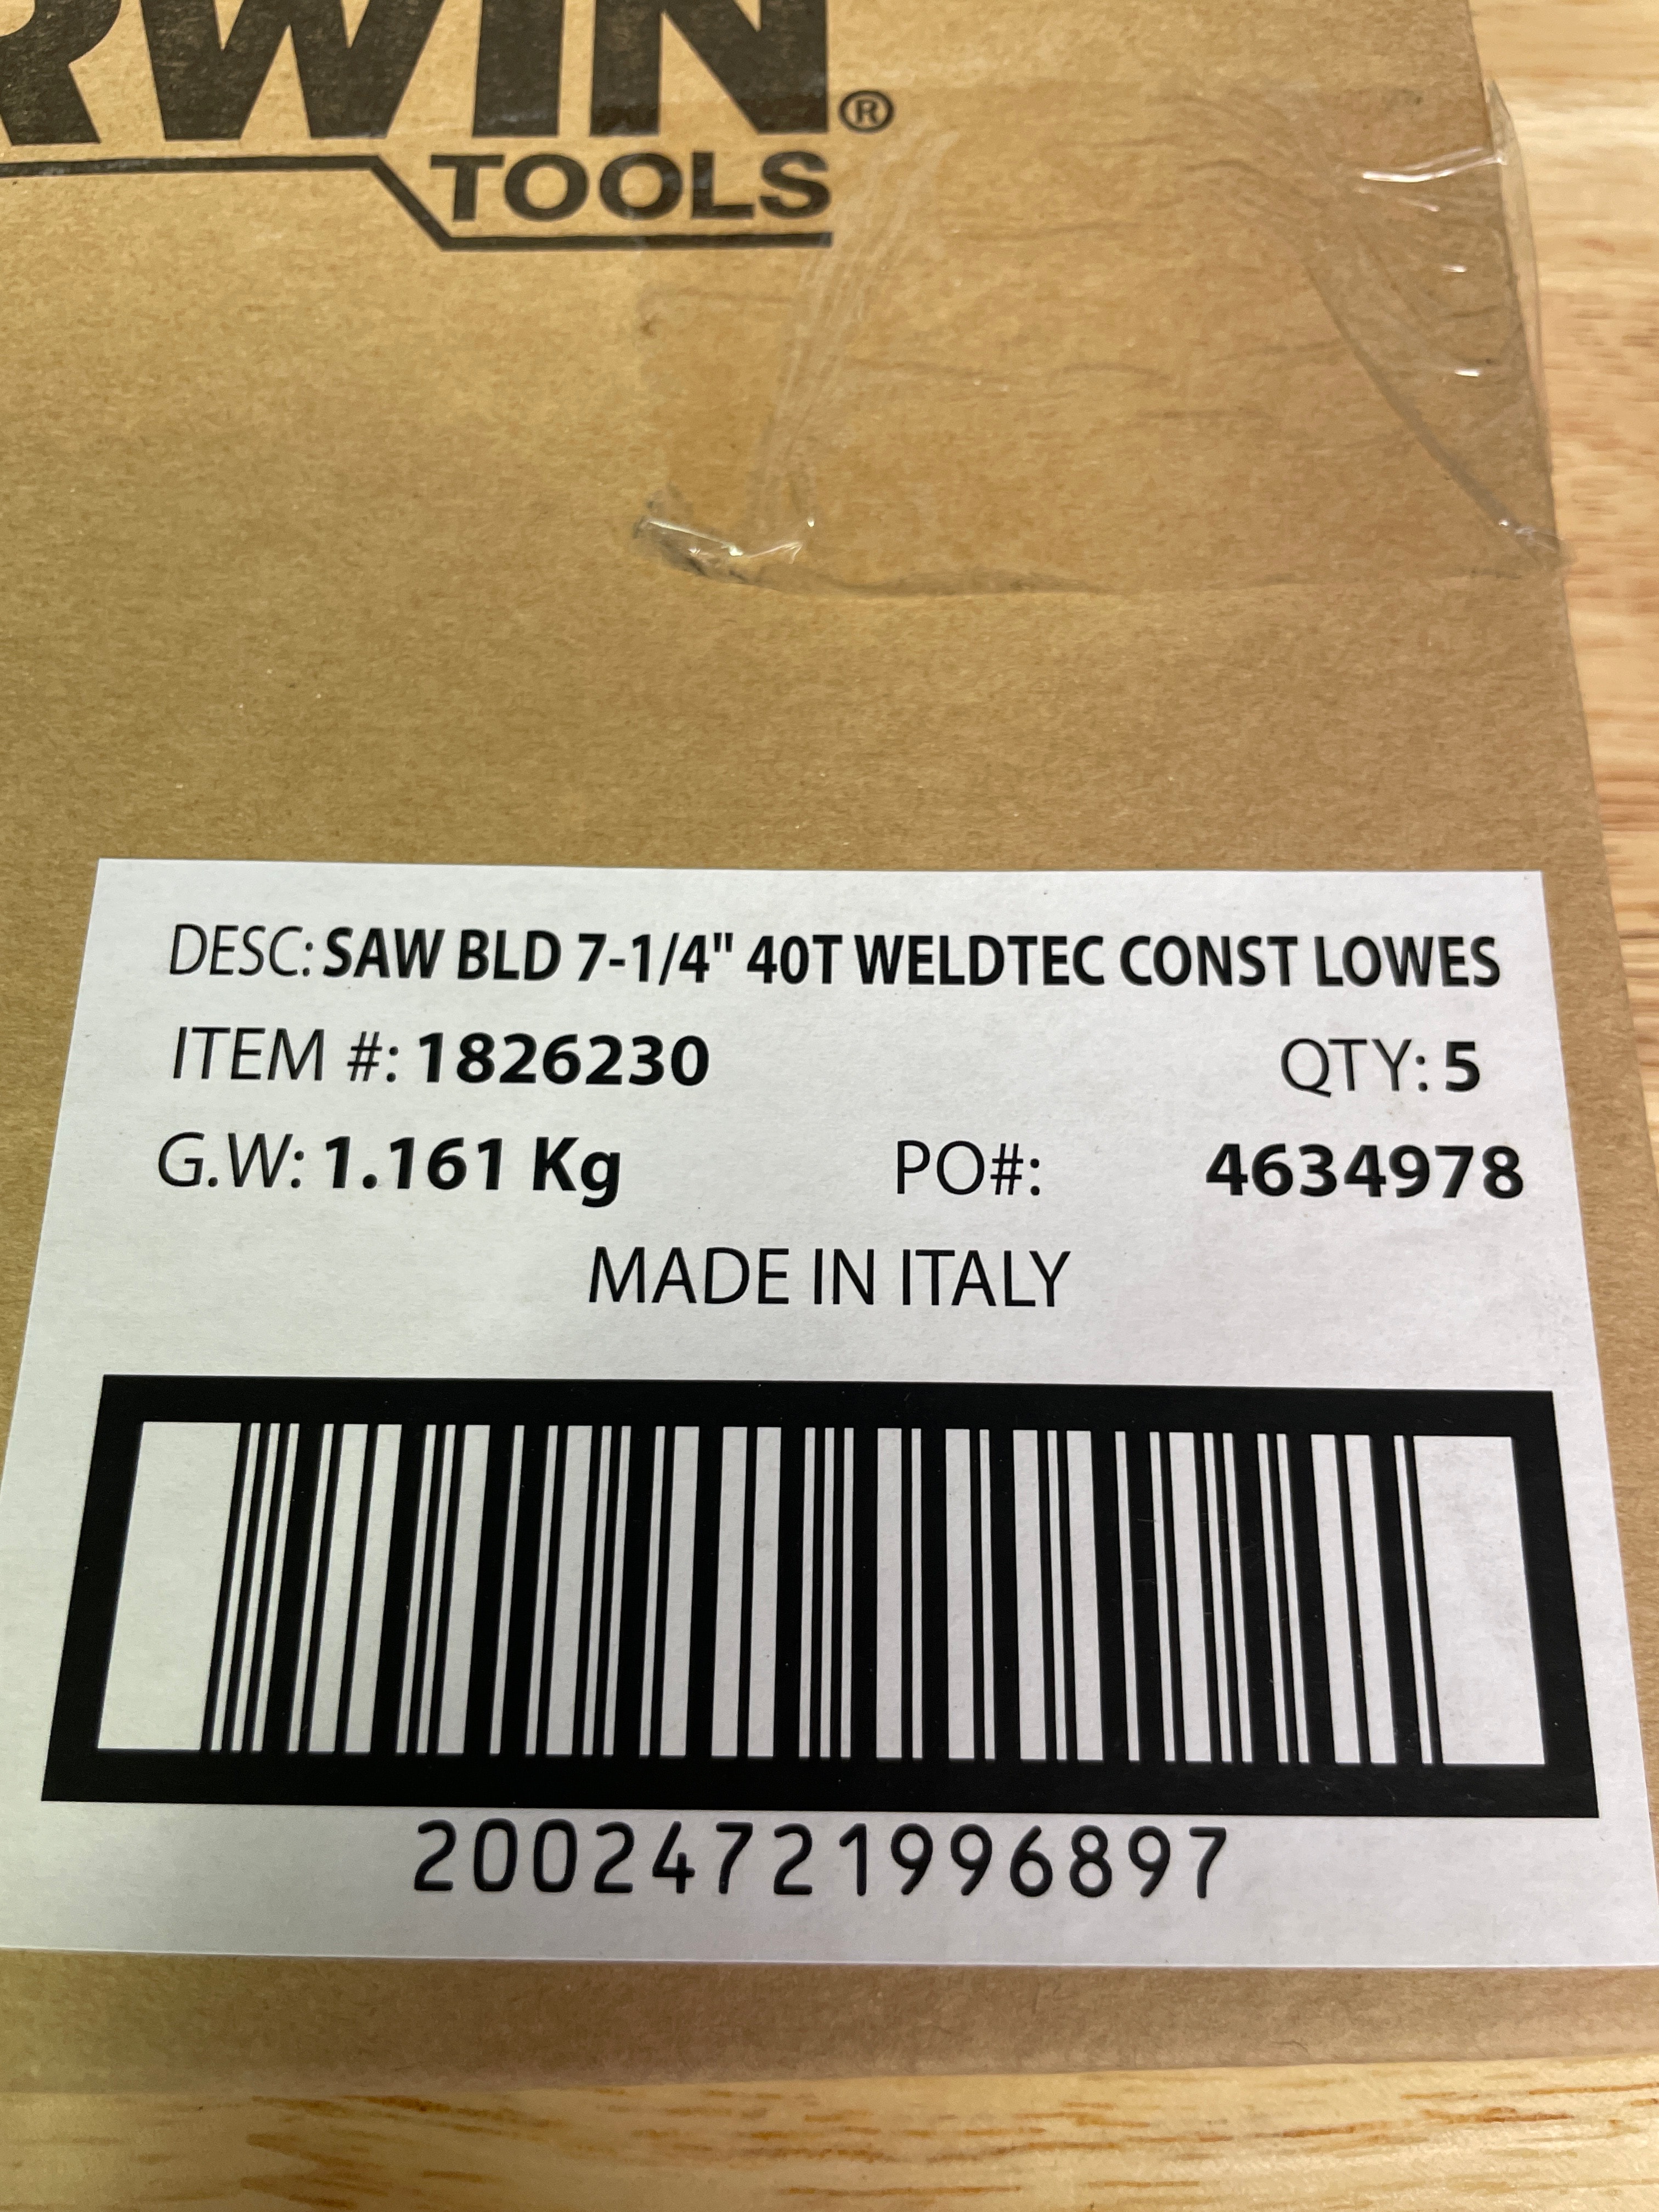 RWIN®
TOOLS
DESC: SAW BLD 7-1/4" 40T WELDTEC CONST LOWES
ITEM #: 1826230 QTY: 5
G.W: 1.161 Kg PO#: 4634978
MADE IN ITALY
20024721996897